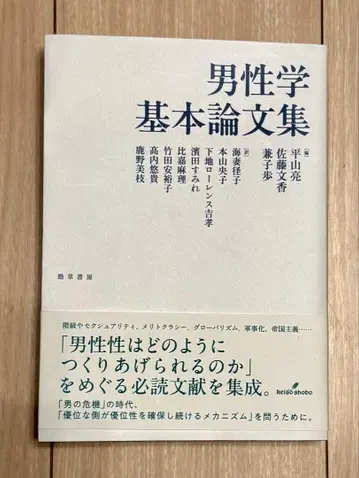 男性学
基本論文集
[編]
平山亮
佐藤文香
兼子歩
[訳]
海妻径子
本山央子
下地ローレンス吉孝
濱田すみれ
比嘉麻理
竹田安裕子
高内悠貴
鹿野美枝
勁草書房
階級やセクシュアリティ、メリトクラシー、グローバリズム、軍事化、帝国主義……
「男性性はどのように
つくりあげられるのか」
をめぐる必読文献を集成。
「男の危機」の時代、
「優位な側が優位性を確保し続けるメカニズム」を問うために。
keiso shobo